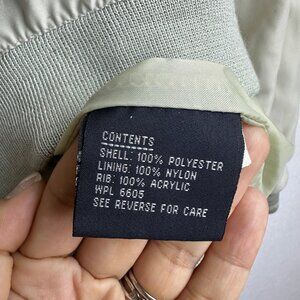 CONTENTS
SHELL: 100% POLYESTER
LINING: 100% NYLON
RIB: 100% ACRYLIC
WPL 6605
SEE REVERSE FOR CARE